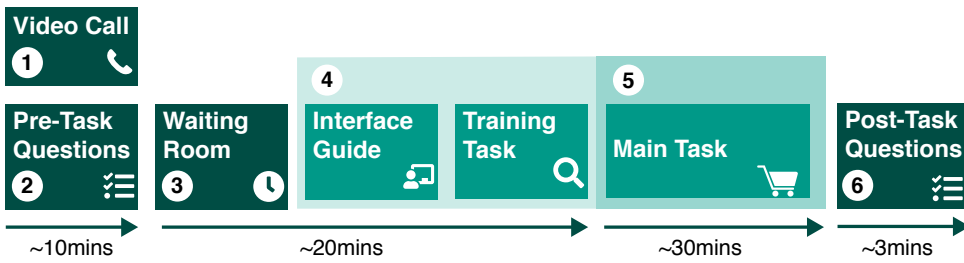 Video Call
1
Pre-Task
Questions
2
Waiting
Room
3
4
Interface
Guide
Training
Task
5
Main Task
Post-Task
Questions
6
~10mins
~20mins
~30mins
~3mins